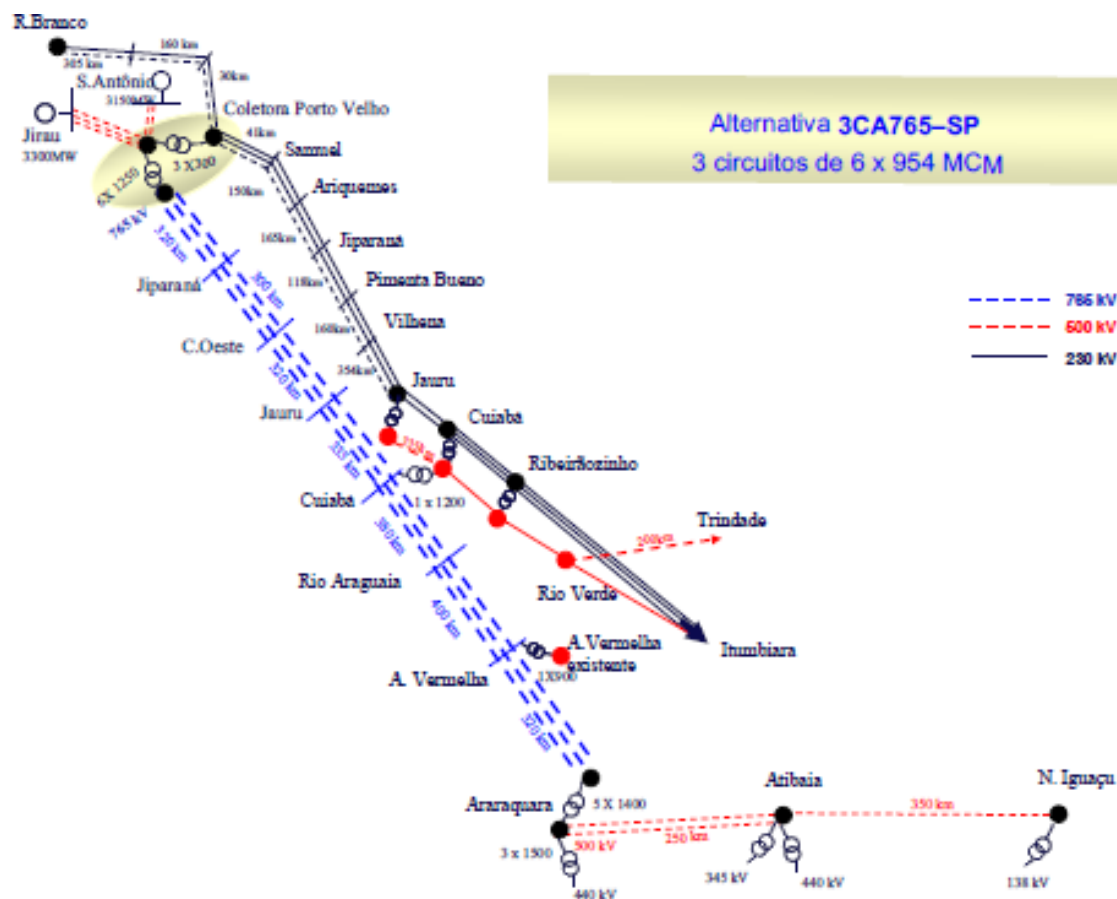 R.Branco
160 km
305 km
S.Antônio
3150MW
30km
Jirau
3300MW
Coletora Porto Velho
41km
3 X300
6X 1250
765 kV
Alternativa 3CA765–SP
3 circuitos de 6 x 954 MCM
Samuel
150km
Ariquemes
165km
Jiparaná
118km
Pimenta Bueno
160km
Vilhena
354km
Jauru
320 km
Jiparaná
300 km
C.Oeste
320 km
Jauru
335 km
Cuiabá
765 kV
500 kV
230 kV
Cuiabá
Ribeirãozinho
1 x 1200
Trindade
200km
380 km
Rio Araguaia
Rio Verde
400 km
A.Vermelha
existente
1X900
Itumbiara
A. Vermelha
320 km
Araraquara
5 X 1400
Atibaia
N. Iguaçu
350 km
3 x 1500
500 kV
250 km
345 kV
440 kV
440 kV
138 kV